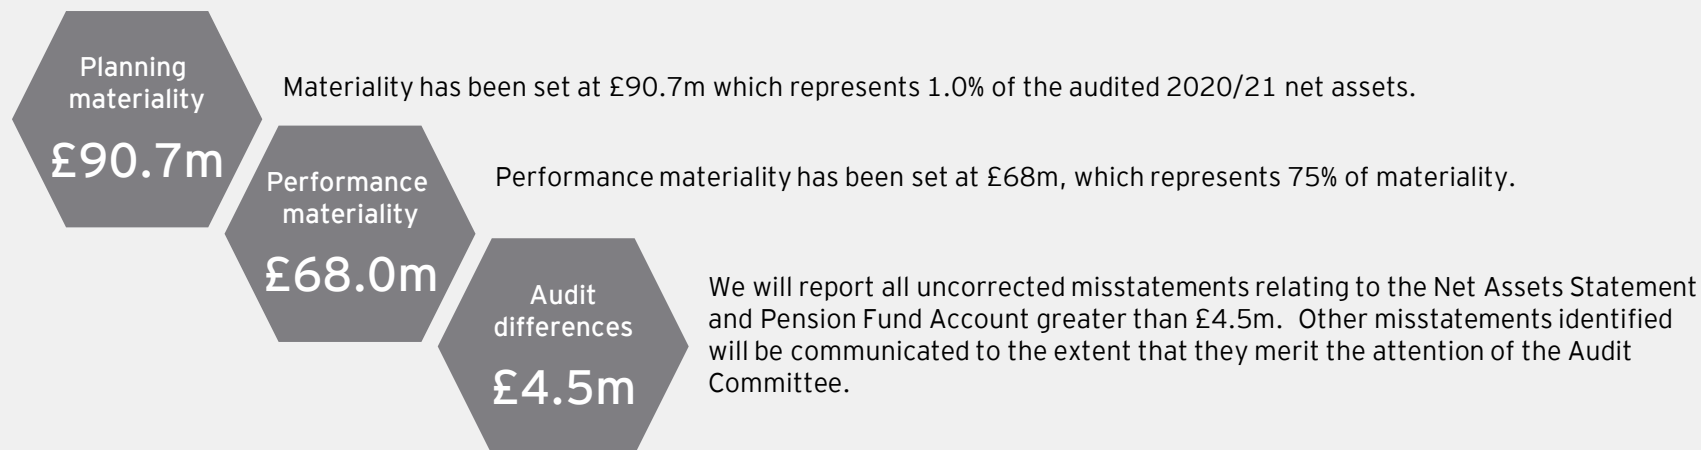 Planning
materiality
£90.7m
Materiality has been set at £90.7m which represents 1.0% of the audited 2020/21 net assets.
Performance
materiality
£68.0m
Performance materiality has been set at £68m, which represents 75% of materiality.
Audit
differences
£4.5m
We will report all uncorrected misstatements relating to the Net Assets Statement
and Pension Fund Account greater than £4.5m.  Other misstatements identified
will be communicated to the extent that they merit the attention of the Audit
Committee.